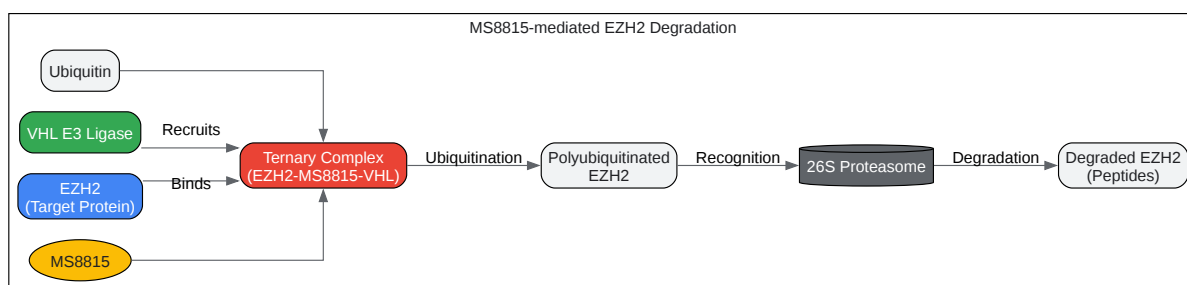 MS8815-mediated EZH2 Degradation
Ubiquitin
VHL E3 Ligase
Recruits
EZH2
(Target Protein)
Binds
MS8815
Ternary Complex
(EZH2-MS8815-VHL)
Ubiquitination
Polyubiquitinated
EZH2
Recognition
26S Proteasome
Degradation
Degraded EZH2
(Peptides)